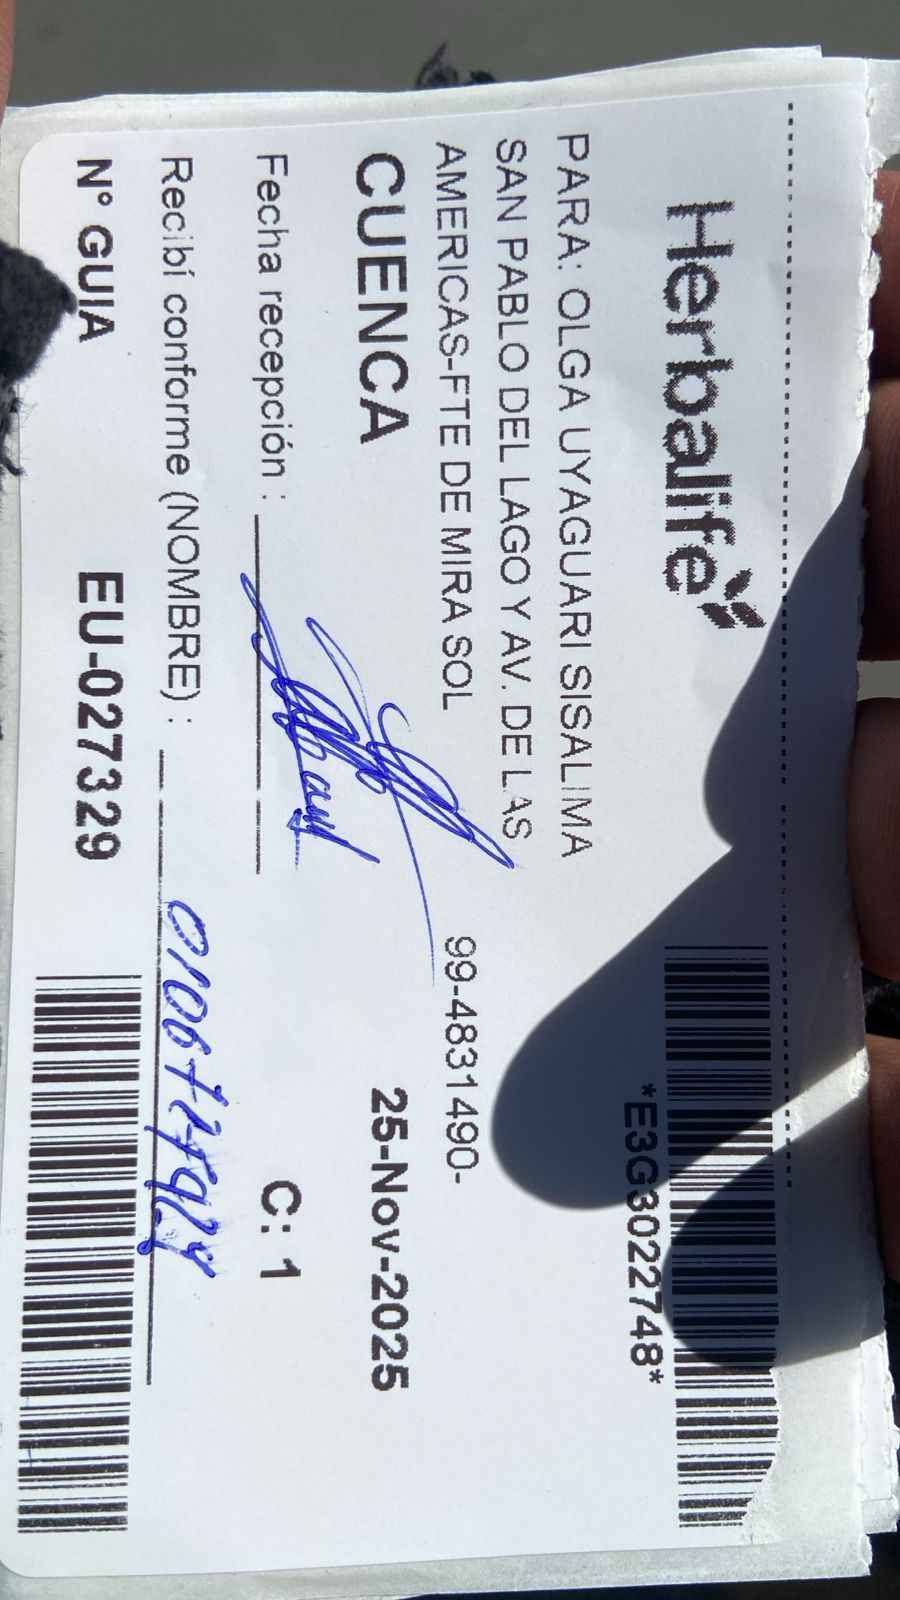 Herbalife
*E3G3022748*
PARA: OLGA UYAGUARI SISALIMA
SAN PABLO DEL LAGO Y AV. DE LAS
AMERICAS-FTE DE MIRA SOL
99-4831490-
CUENCA
25-Nov-2025
Fecha recepción :
C: 1
Recibí conforme (NOMBRE) :
N° GUIA
EU-027329